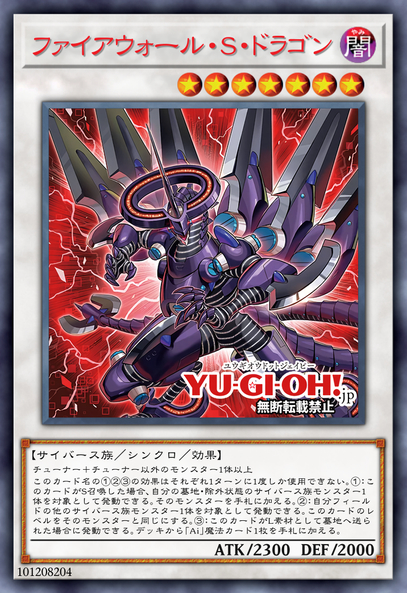 ファイアウォール・S・ドラゴン
やみ
闇
ユウギオウドットジェイピー
YU-GI-OH!.JP
無断転載禁止
【サイバース族／シンクロ／効果】
チューナー＋チューナー以外のモンスター1体以上
このカード名の①②③の効果はそれぞれ1ターンに1度しか使用できない。①：こ
のカードがS召喚した場合、自分の墓地・除外状態のサイバース族モンスター1
体を対象として発動できる。そのモンスターを手札に加える。②：自分フィール
ドの他のサイバース族モンスター1体を対象として発動できる。このカードのレ
ベルをそのモンスターと同じにする。③：このカードがL素材として墓地へ送ら
れた場合に発動できる。デッキから「Ai」魔法カード1枚を手札に加える。
ATK/2300 DEF/2000
101208204